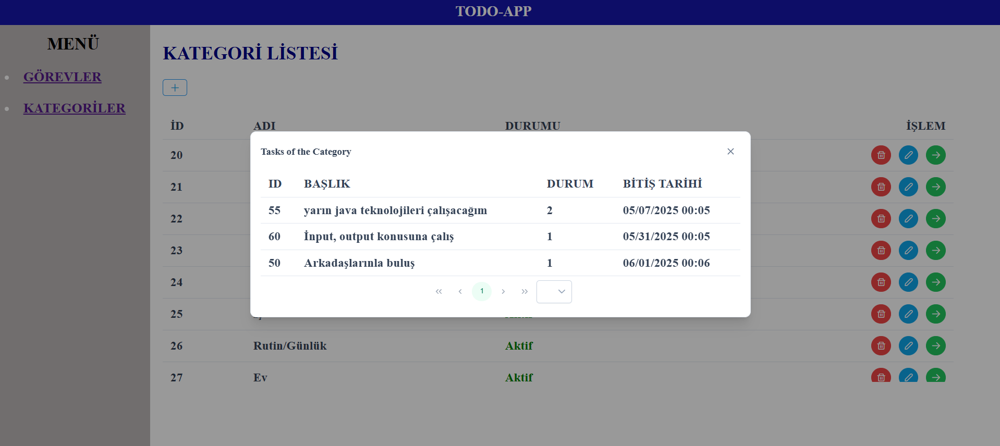 TODO-APP
MENÜ
GÖREVLER
KATEGORİLER
KATEGORİ LİSTESİ
İD ADI DURUMU İŞLEM
20
21
22
23
24
25
26 Rutin/Günlük Aktif
27 Ev Aktif
Tasks of the Category
ID BAŞLIK DURUM BİTİŞ TARİHİ
55 yarın java teknolojileri çalışacağım 2 05/07/2025 00:05
60 İnput, output konusuna çalış 1 05/31/2025 00:05
50 Arkadaşlarınla buluş 1 06/01/2025 00:06
1